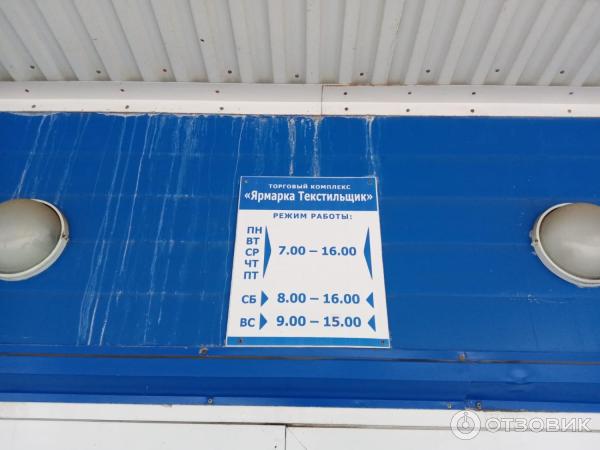 ТОРГОВЫЙ КОМПЛЕКС
«Ярмарка Текстильщик»
РЕЖИМ РАБОТЫ:
ПН
ВТ
СР 7.00 – 16.00
ЧТ
ПТ
СБ 8.00 – 16.00
ВС 9.00 – 15.00
ОТЗОВИК